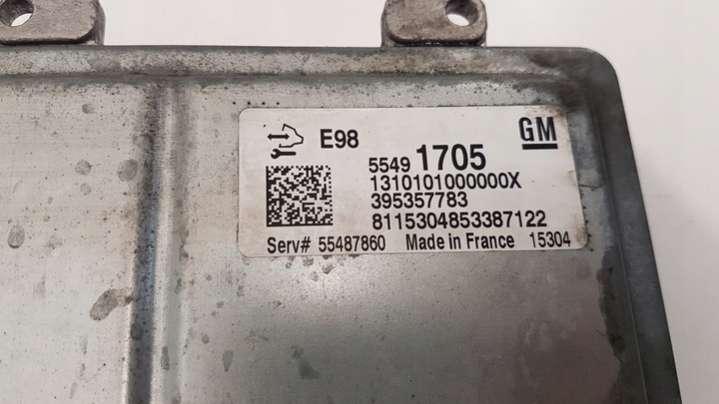 E98
GM
5549 1705
1310101000000X
395357783
8115304853387122
Serv# 55487860 Made in France 15304